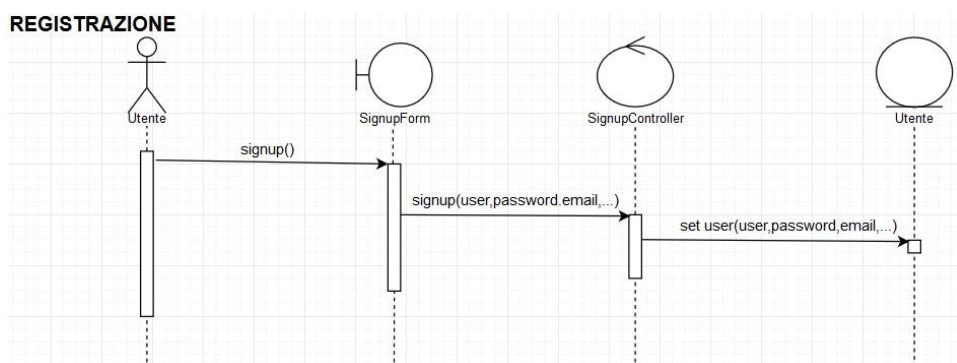 REGISTRAZIONE
Utente
SignupForm
SignupController
Utente
signup()
signup(user,password.email,...)
set user(user,password,email,...)